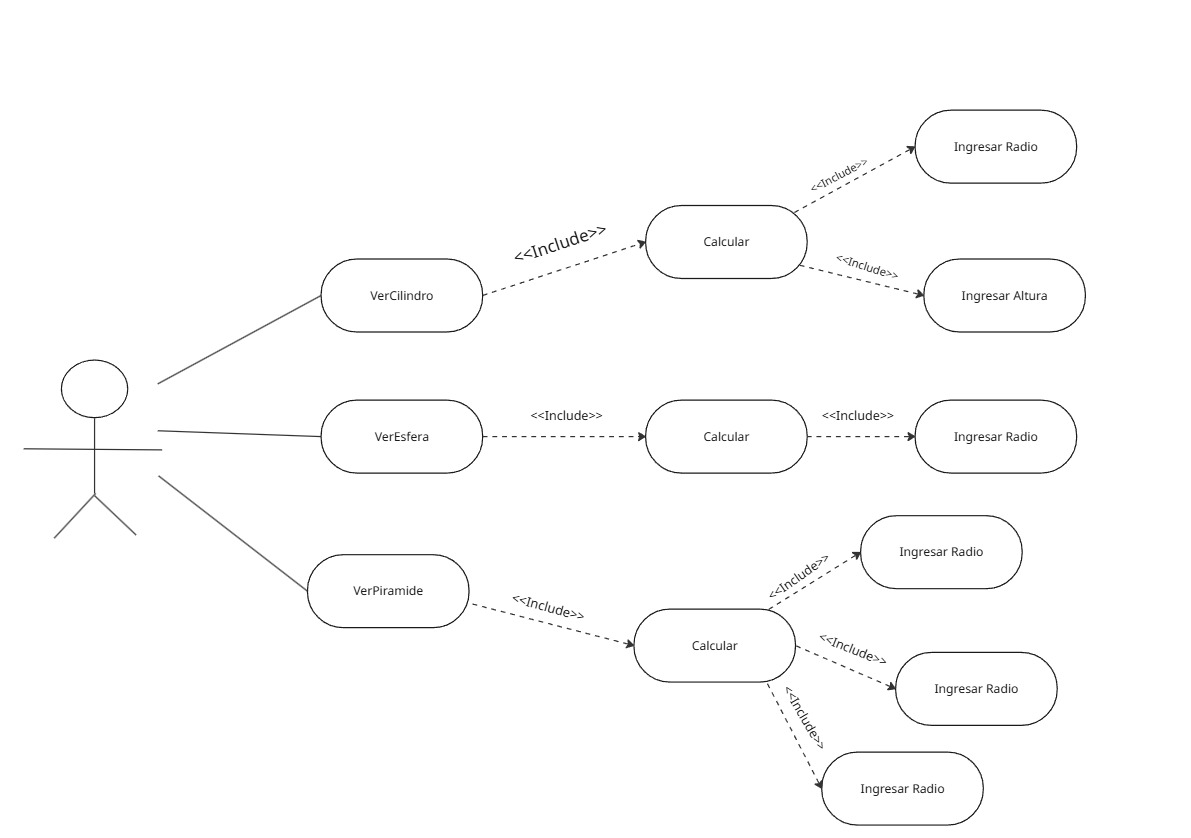 Ingresar Radio
<<Include>>
Calcular
<<Include>>
<<Include>>
VerCilindro
Ingresar Altura
<<Include>>
<<Include>>
VerEsfera
Calcular
Ingresar Radio
Ingresar Radio
<<Include>>
VerPiramide
<<Include>>
Calcular
<<Include>>
Ingresar Radio
<<Include>>
Ingresar Radio